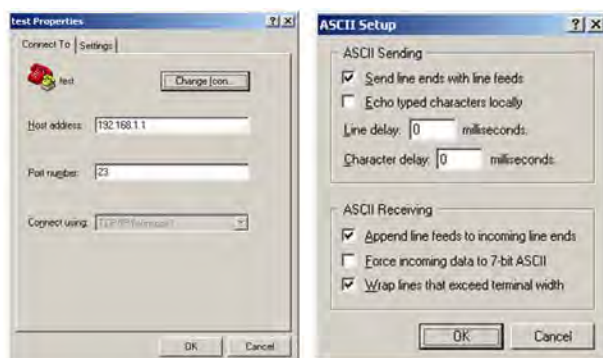 test Properties
Connect To
Settings
test
Change Icon...
Host address:
192.168.1.1
Port number:
23
Connect using:
TCP/IP (Winsock)
OK
Cancel
ASCII Setup
ASCII Sending
Send line ends with line feeds
Echo typed characters locally
Line delay: 0 milliseconds.
Character delay: 0 milliseconds.
ASCII Receiving
Append line feeds to incoming line ends
Force incoming data to 7-bit ASCII
Wrap lines that exceed terminal width
OK
Cancel